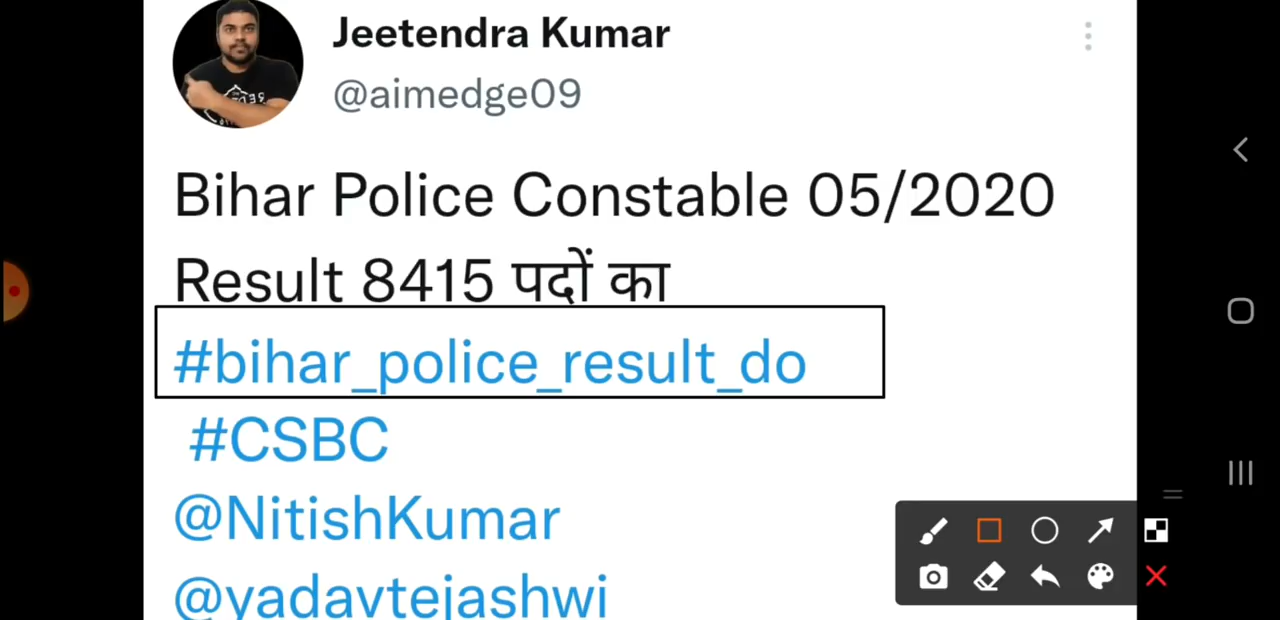 Jeetendra Kumar
@aimedge09
Bihar Police Constable 05/2020
Result 8415 पदों का
#bihar_police_result_do
#CSBC
@NitishKumar
@yadavtejashwi